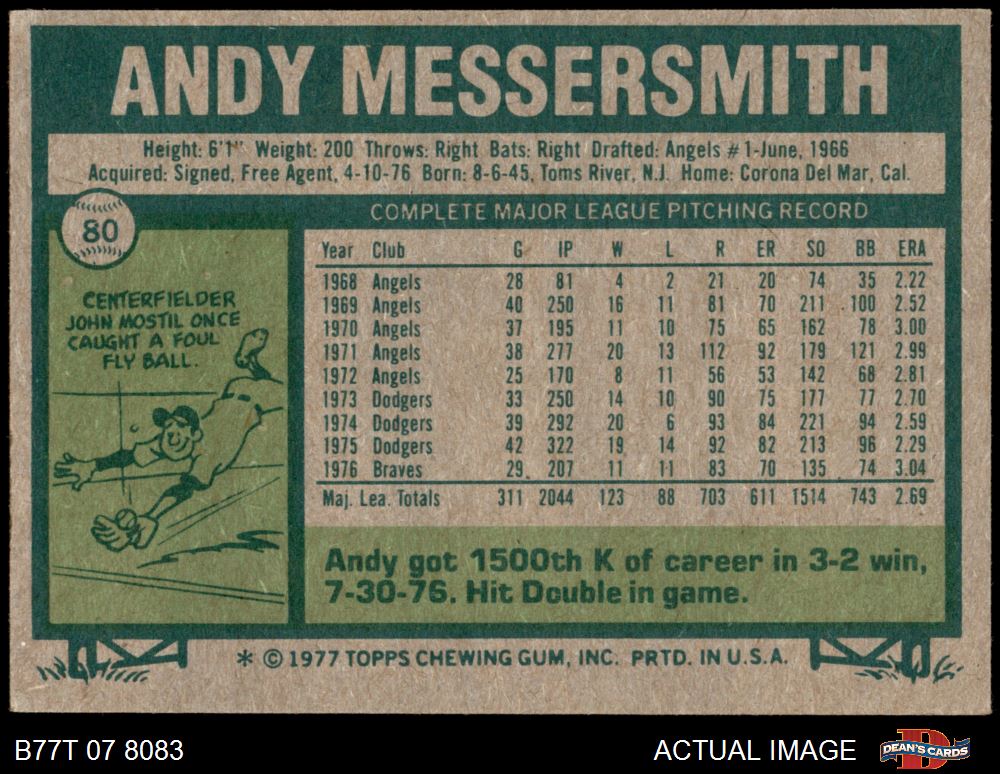 ANDY MESSERSMITH
Height: 6'1" Weight: 200 Throws: Right Bats: Right Drafted: Angels #1-June, 1966
Acquired: Signed, Free Agent, 4-10-76 Born: 8-6-45, Toms River, N.J. Home: Corona Del Mar, Cal.
80
COMPLETE MAJOR LEAGUE PITCHING RECORD
CENTERFIELDER
JOHN MOSTIL ONCE
CAUGHT A FOUL
FLY BALL.
Year Club G IP W L R ER SO BB ERA
1968 Angels 28 81 4 2 21 20 74 35 2.22
1969 Angels 40 250 16 11 81 70 211 100 2.52
1970 Angels 37 195 11 10 75 65 162 78 3.00
1971 Angels 38 277 20 13 112 92 179 121 2.99
1972 Angels 25 170 8 11 56 53 142 68 2.81
1973 Dodgers 33 250 14 10 90 75 177 77 2.70
1974 Dodgers 39 292 20 6 93 84 221 94 2.59
1975 Dodgers 42 322 19 14 92 82 213 96 2.29
1976 Braves 29 207 11 11 83 70 135 74 3.04
Maj. Lea. Totals 311 2044 123 88 703 611 1514 743 2.69
Andy got 1500th K of career in 3-2 win,
7-30-76. Hit Double in game.
* © 1977 TOPPS CHEWING GUM, INC. PRTD. IN U.S.A.
B77T 07 8083 ACTUAL IMAGE DEAN'S CARDS